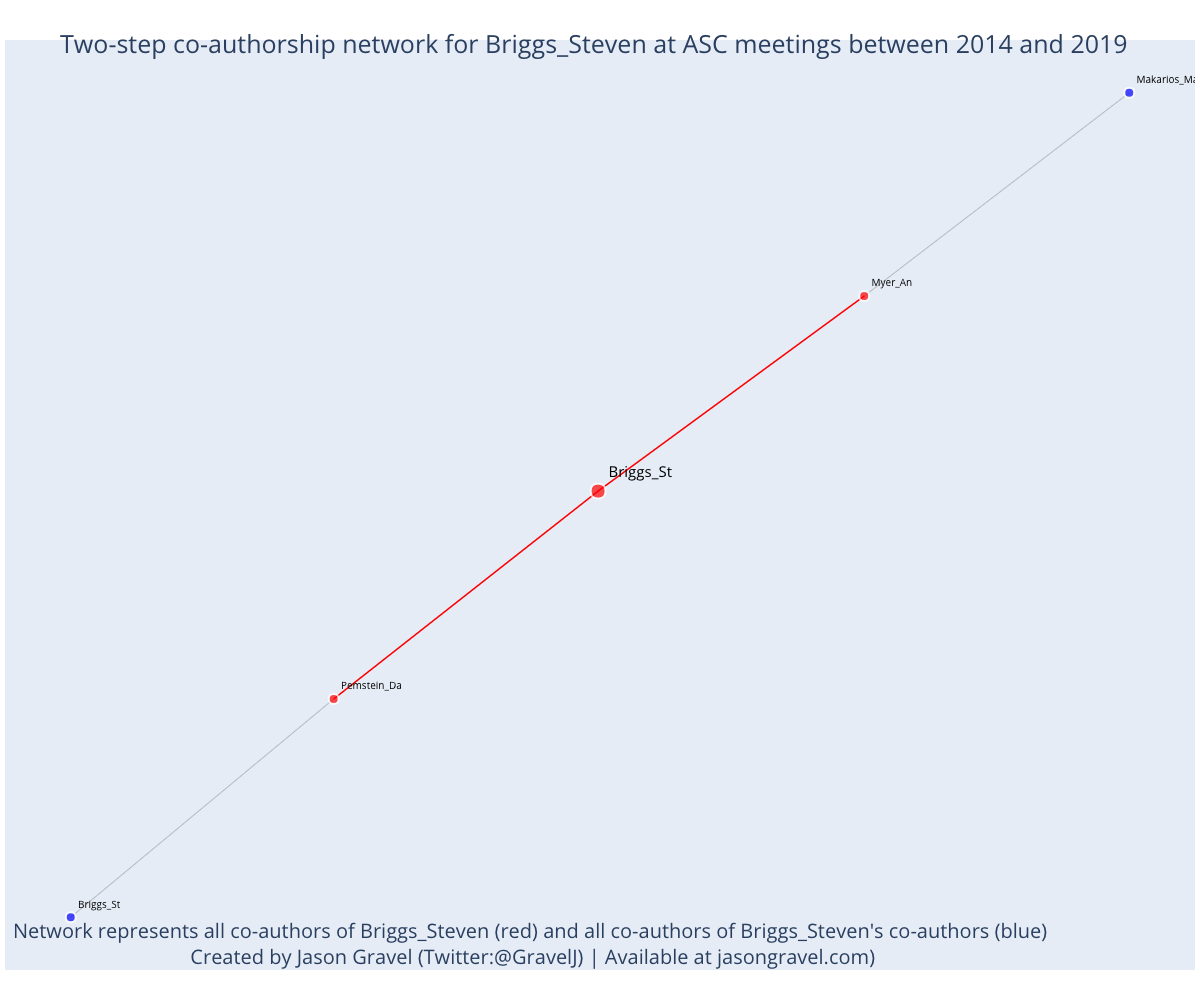 Two-step co-authorship network for Briggs_Steven at ASC meetings between 2014 and 2019
Makarios_Ma
Myer_An
Briggs_St
Pemstein_Da
Briggs_St
Network represents all co-authors of Briggs_Steven (red) and all co-authors of Briggs_Steven's co-authors (blue)
Created by Jason Gravel (Twitter:@GravelJ) | Available at jasongravel.com)